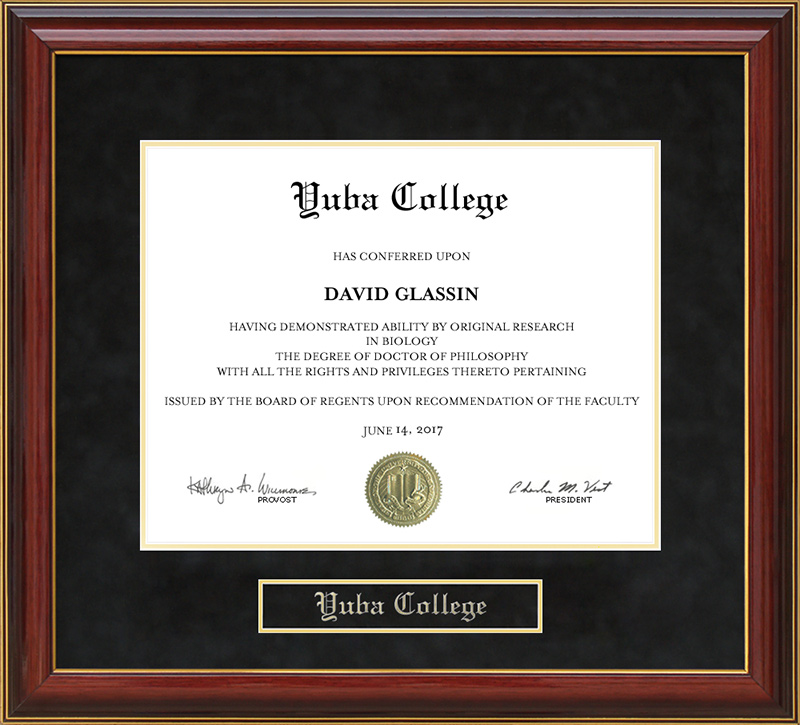 Yuba College
HAS CONFERRED UPON
DAVID GLASSIN
HAVING DEMONSTRATED ABILITY BY ORIGINAL RESEARCH
IN BIOLOGY
THE DEGREE OF DOCTOR OF PHILOSOPHY
WITH ALL THE RIGHTS AND PRIVILEGES THERETO PERTAINING
ISSUED BY THE BOARD OF REGENTS UPON RECOMMENDATION OF THE FACULTY
JUNE 14, 2017
Charles M. Vest
PROVOST
PRESIDENT
Yuba College